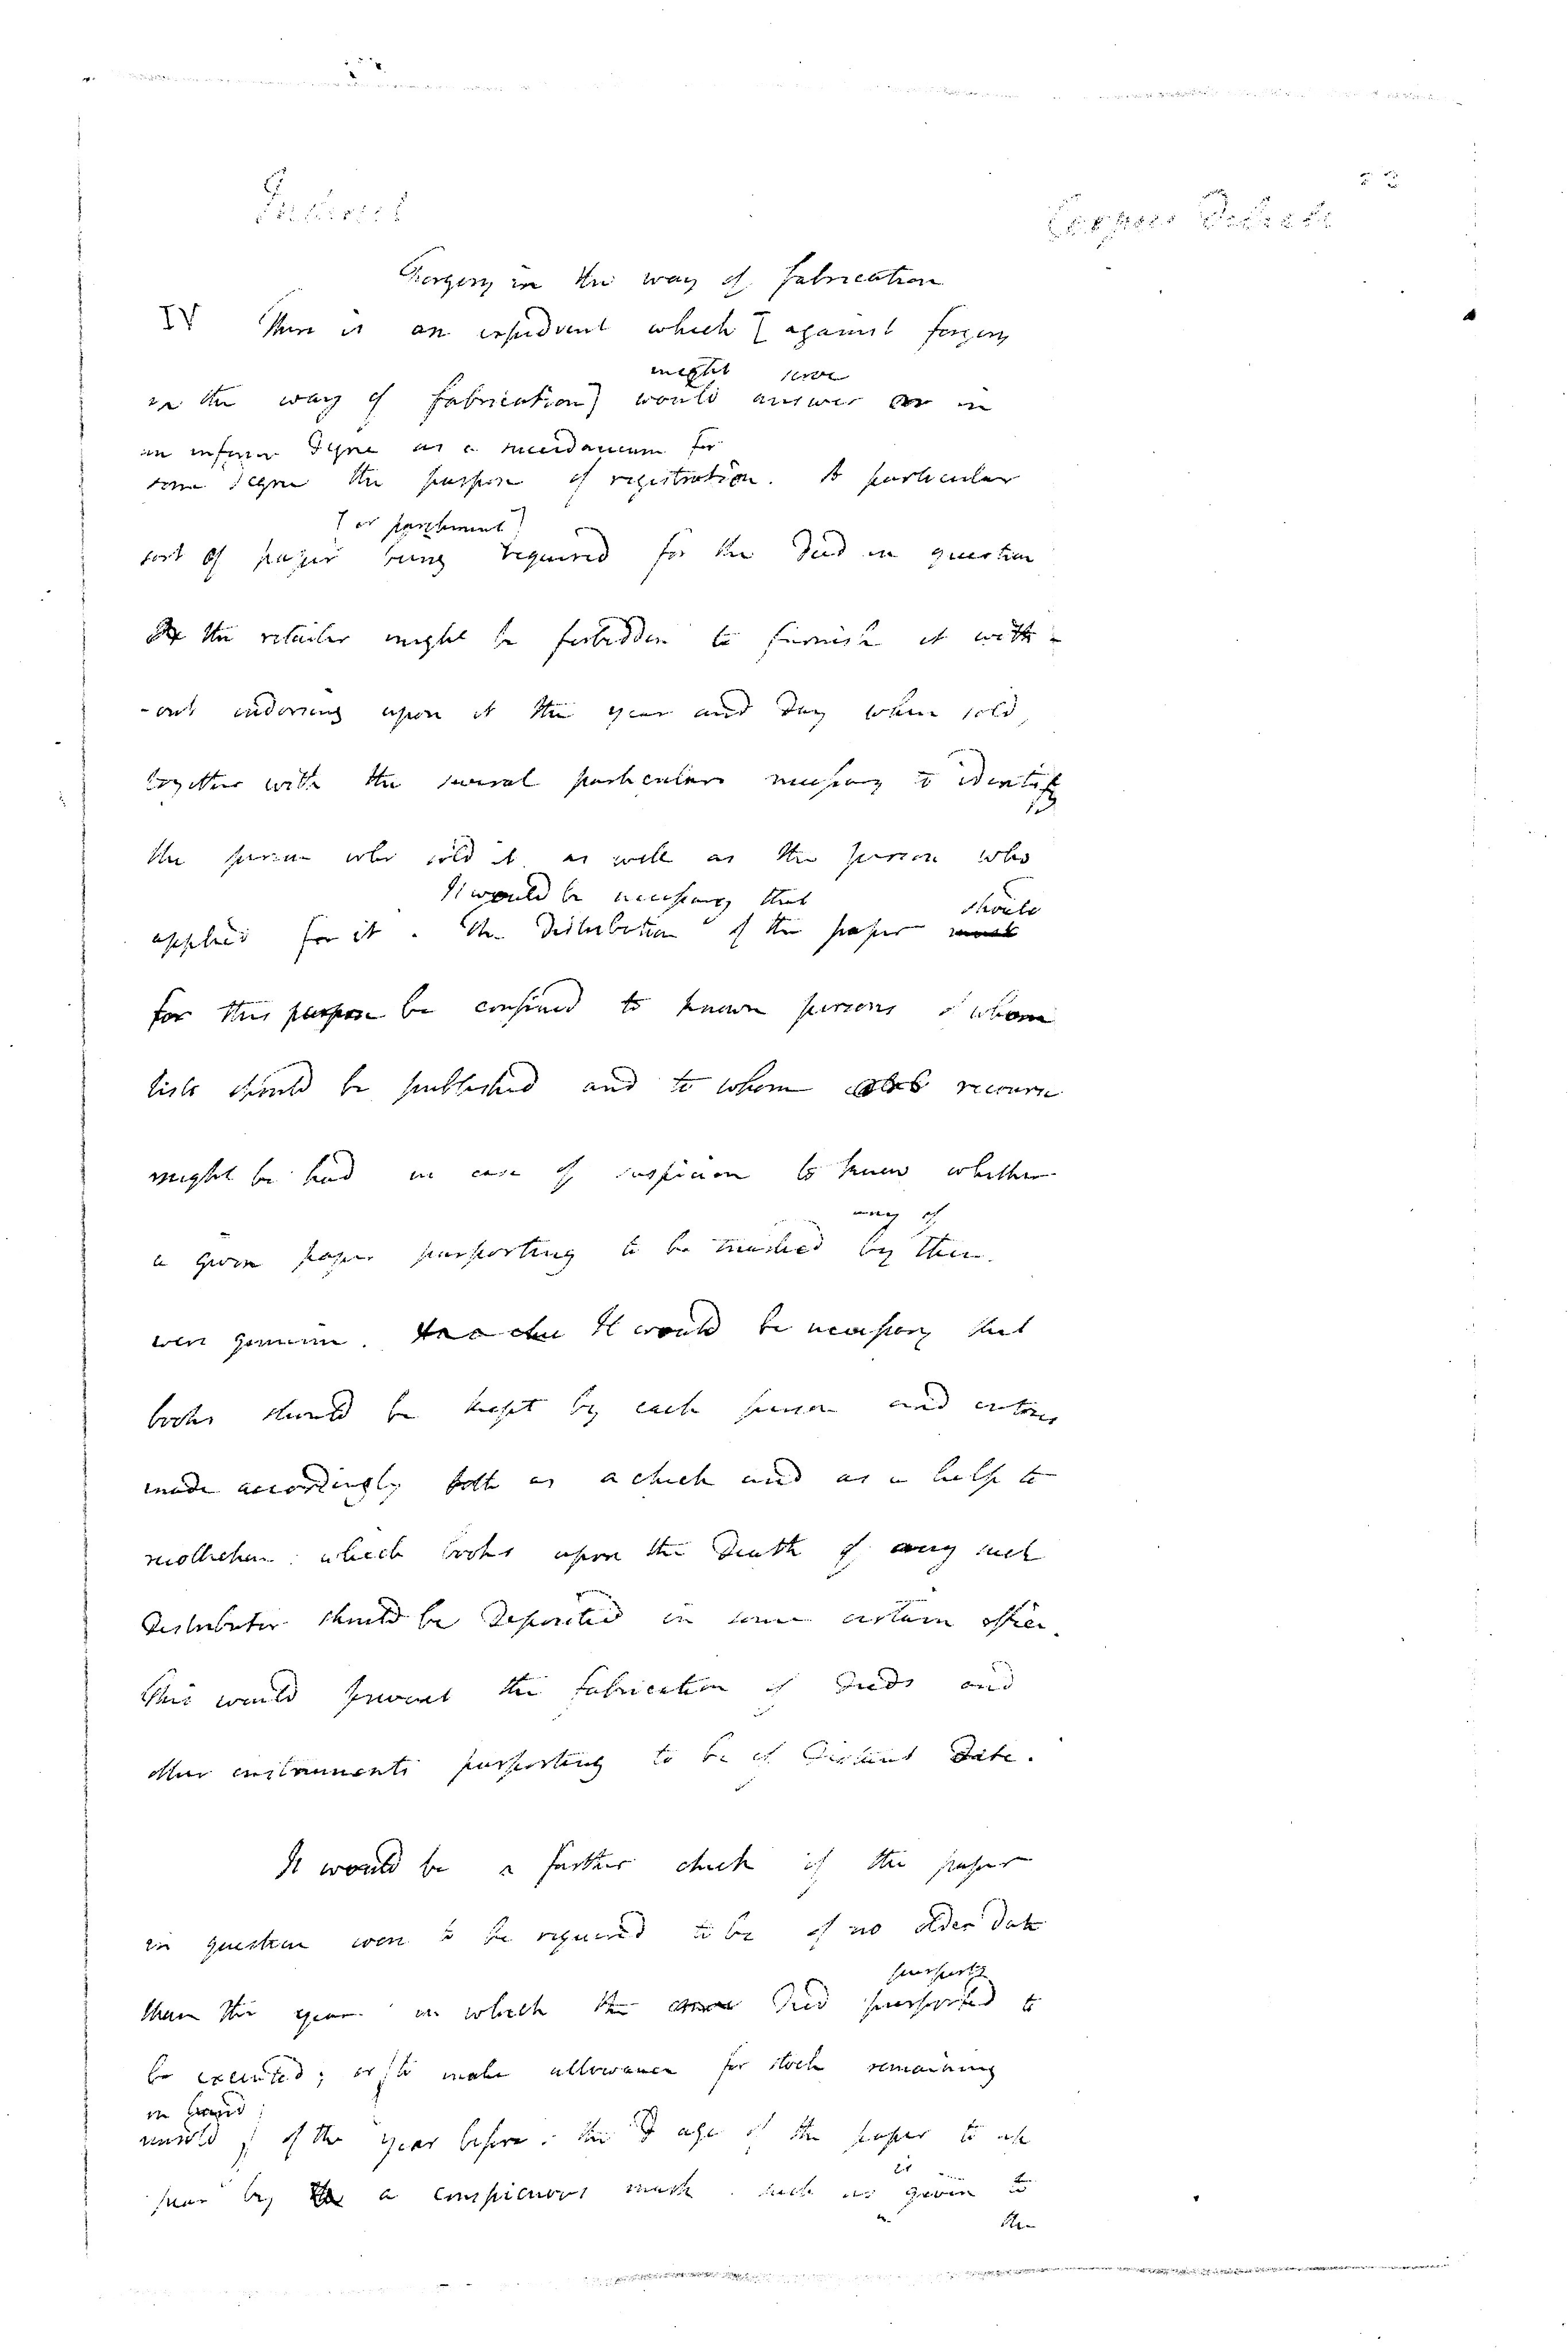 Indirect
Corpus Delicti
Forgery in the way of fabrication
IV There is an expedient which [against forgery
might serve
in the way of fabrication] would answer or in
an inferior degree as a succedaneum for
some degree the purpose of registration. A particular
[or parchment]
sort of paper being required for the Deed in question
the retailer might be forbidden to furnish it with-
-out indorsing upon it the year and day when sold,
together with the several particulars necessary to identify
the person who sold it as well as the person who
It would be necessary that should
applied for it. The Distribution of the paper must
for this purpose be confined to known persons of whom
lists should be published and to whom recourse
might be had in case of suspicion to know whether
any of
a given paper purporting to be by them.
were genuine. It would be necessary that
books should be kept by each person and entries
made accordingly both as a check and as a help to
recollection: which books upon the Death of any such
Distributor should be deposited in some certain office.
This would prevent the fabrication of Deeds and
other instruments purporting to be of distant Date.
It would be a farther check if the paper
in question were to be required to be of no older Date
purports
than the year in which the Deed purported to
be executed; or [to make allowance for stock remaining
in hand
unsold] of the year before: the age of the paper to ap
pear by a conspicuous mark. such as given to
is
the